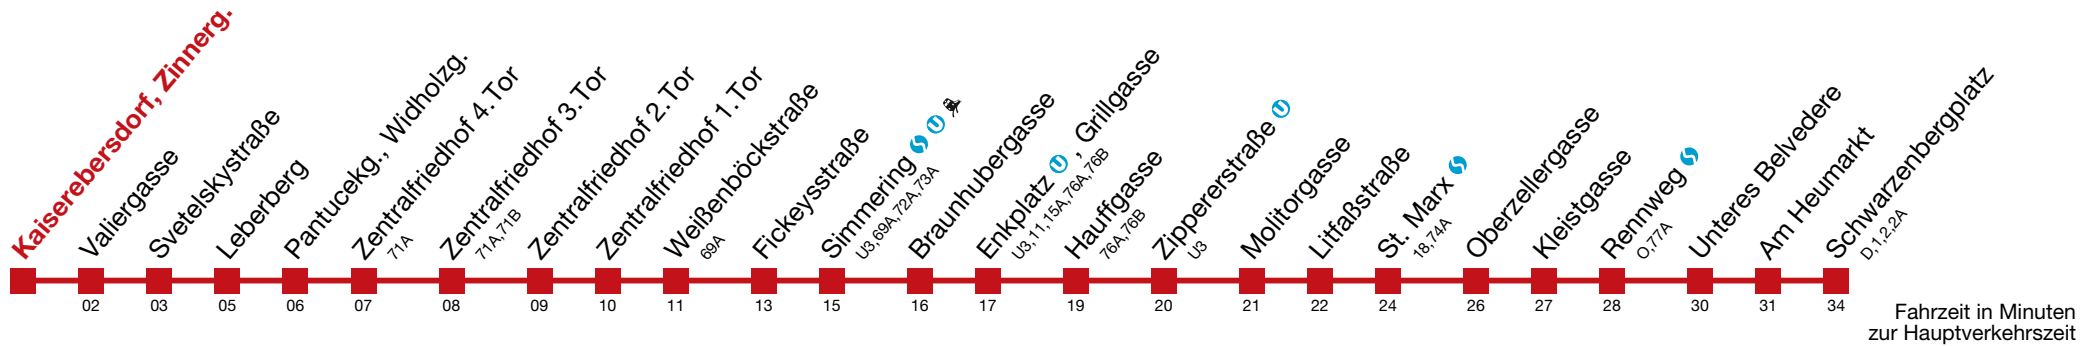 Kaiserebersdorf, Zinnerg.
Valiergasse
Svetelskystraße
Leberberg
Pantucekg., Widholzg.
Zentralfriedhof 4.Tor
71A
Zentralfriedhof 3.Tor
71A,71B
Zentralfriedhof 2.Tor
Zentralfriedhof 1.Tor
Weißenböckstraße
69A
Fickeysstraße
Simmering S U
U3,69A,72A,73A
Braunhubergasse
Enkplatz U , Grillgasse
U3,11,15A,76A,76B
Hauffgasse
76A,76B
Zippererstraße U
U3
Molitorgasse
Litfaßstraße
St. Marx S
18,74A
Oberzellergasse
Kleistgasse
Rennweg S
O,77A
Unteres Belvedere
Am Heumarkt
Schwarzenbergplatz
D,1,2,2A
02 03 05 06 07 08 09 10 11 13 15 16 17 19 20 21 22 24 26 27 28 30 31 34
Fahrzeit in Minuten
zur Hauptverkehrszeit